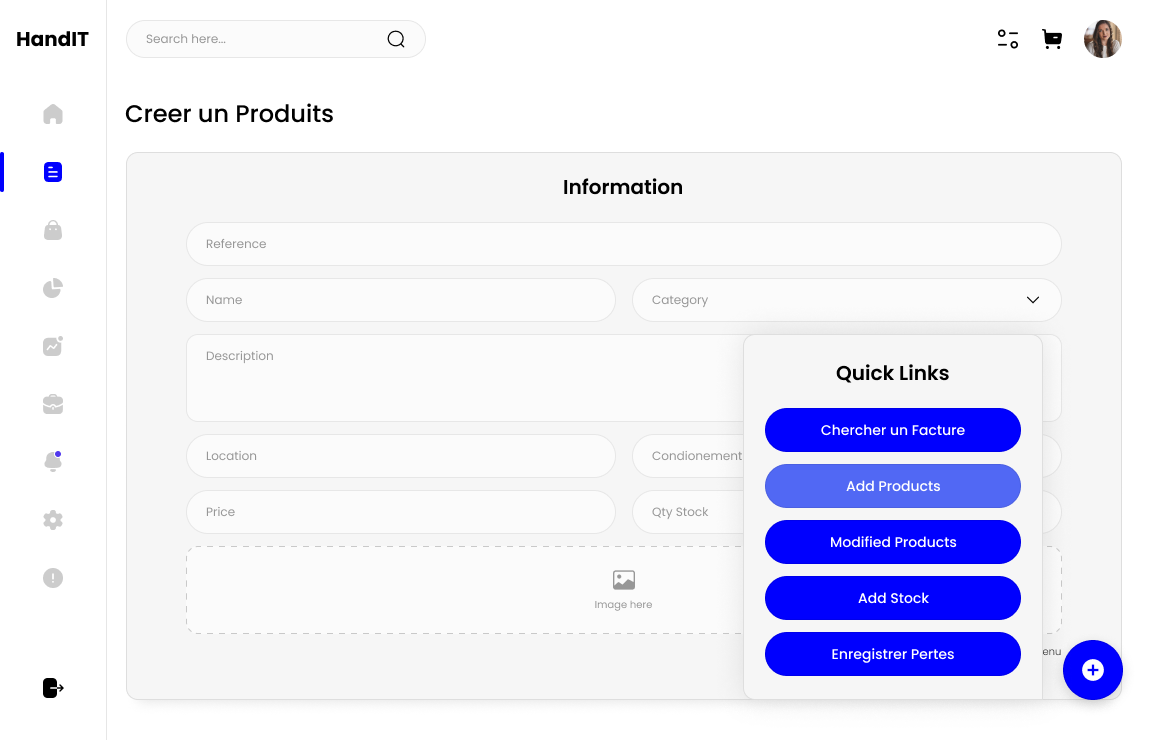 HandIT
Search here...
Creer un Produits
Information
Reference
Name
Category
Description
Quick Links
Chercher un Facture
Location
Condionement
Add Products
Price
Qty Stock
Modified Products
Image here
Add Stock
Enregistrer Pertes